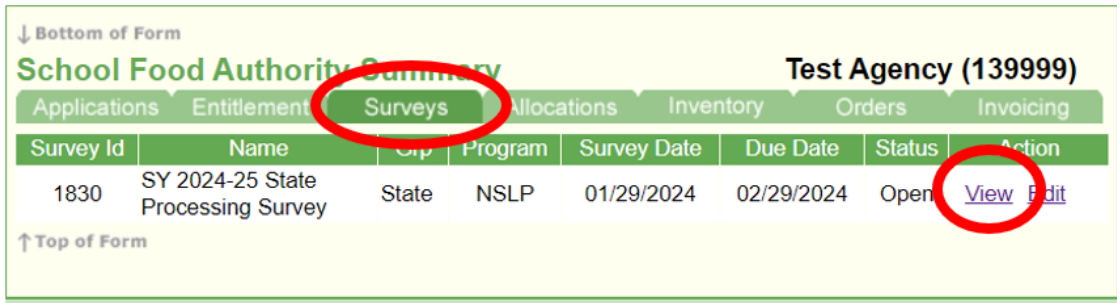 ↓ Bottom of Form
School Food Authority Summary Test Agency (139999)
Applications Entitlement Surveys Allocations Inventory Orders Invoicing
Survey Id Name Grp Program Survey Date Due Date Status Action
1830 SY 2024-25 State Processing Survey State NSLP 01/29/2024 02/29/2024 Open View Edit
↑ Top of Form